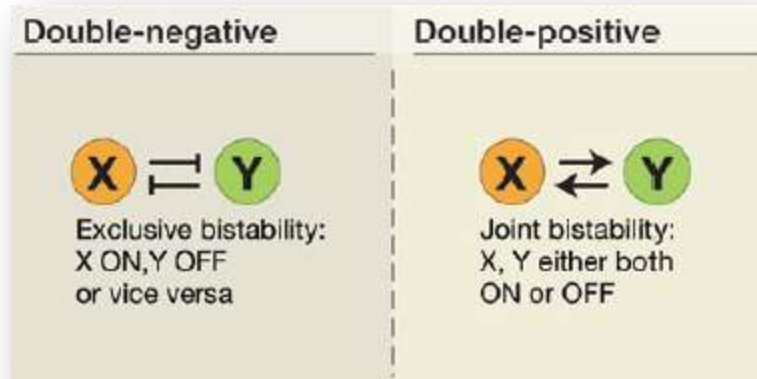 Double-negative
X Y
Exclusive bistability:
X ON,Y OFF
or vice versa
Double-positive
X Y
Joint bistability:
X, Y either both
ON or OFF